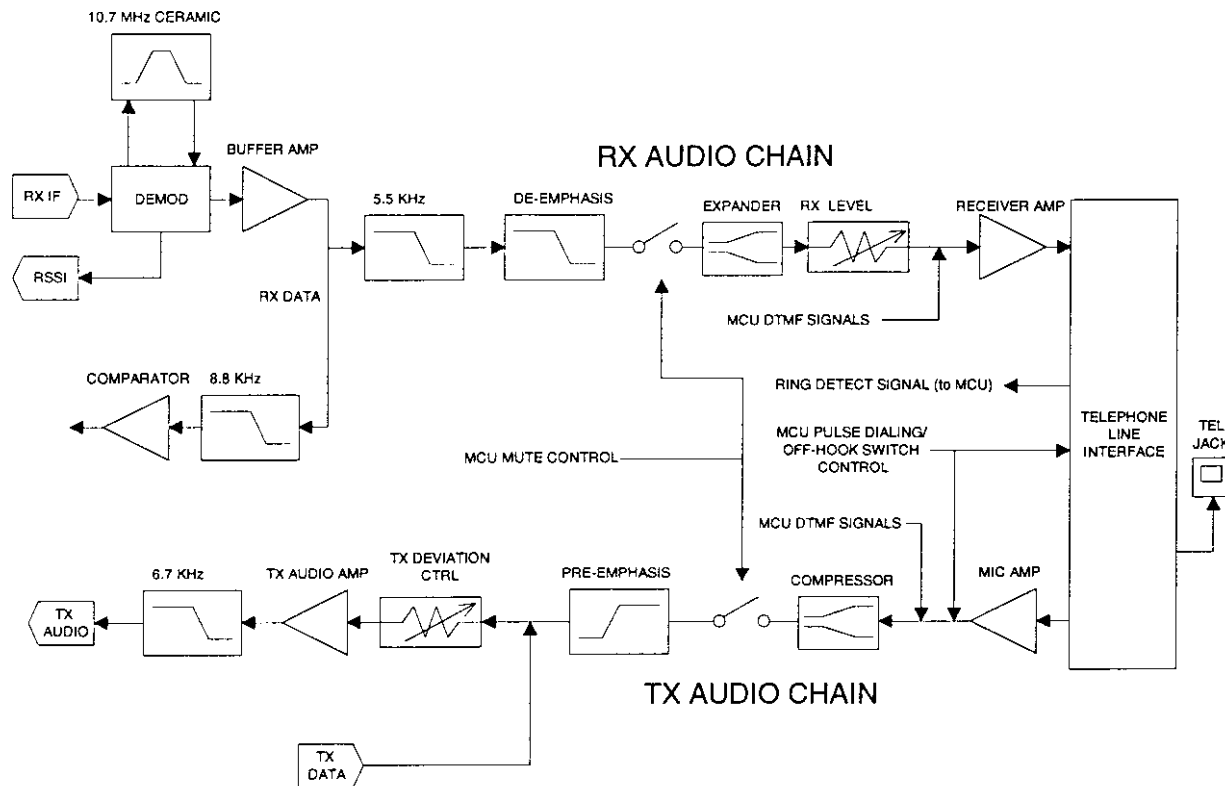 10.7 MHz CERAMIC
BUFFER AMP
RX IF
DEMOD
RSSI
RX DATA
RX AUDIO CHAIN
5.5 KHz
DE-EMPHASIS
EXPANDER
RX LEVEL
RECEIVER AMP
MCU DTMF SIGNALS
COMPARATOR
8.8 KHz
RING DETECT SIGNAL (to MCU)
MCU PULSE DIALING/
OFF-HOOK SWITCH
CONTROL
MCU MUTE CONTROL
TELEPHONE
LINE
INTERFACE
TEL
JACK
MCU DTMF SIGNALS
6.7 KHz
TX AUDIO AMP
TX DEVIATION
CTRL
PRE-EMPHASIS
COMPRESSOR
MIC AMP
TX
AUDIO
TX AUDIO CHAIN
TX
DATA